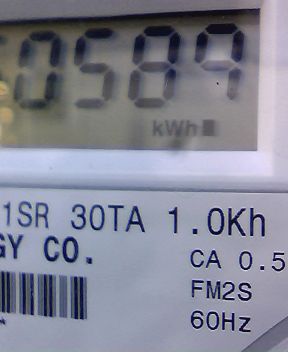 0589
kWh
1SR 30TA 1.0Kh
GY CO.
CA 0.5
FM2S
60Hz